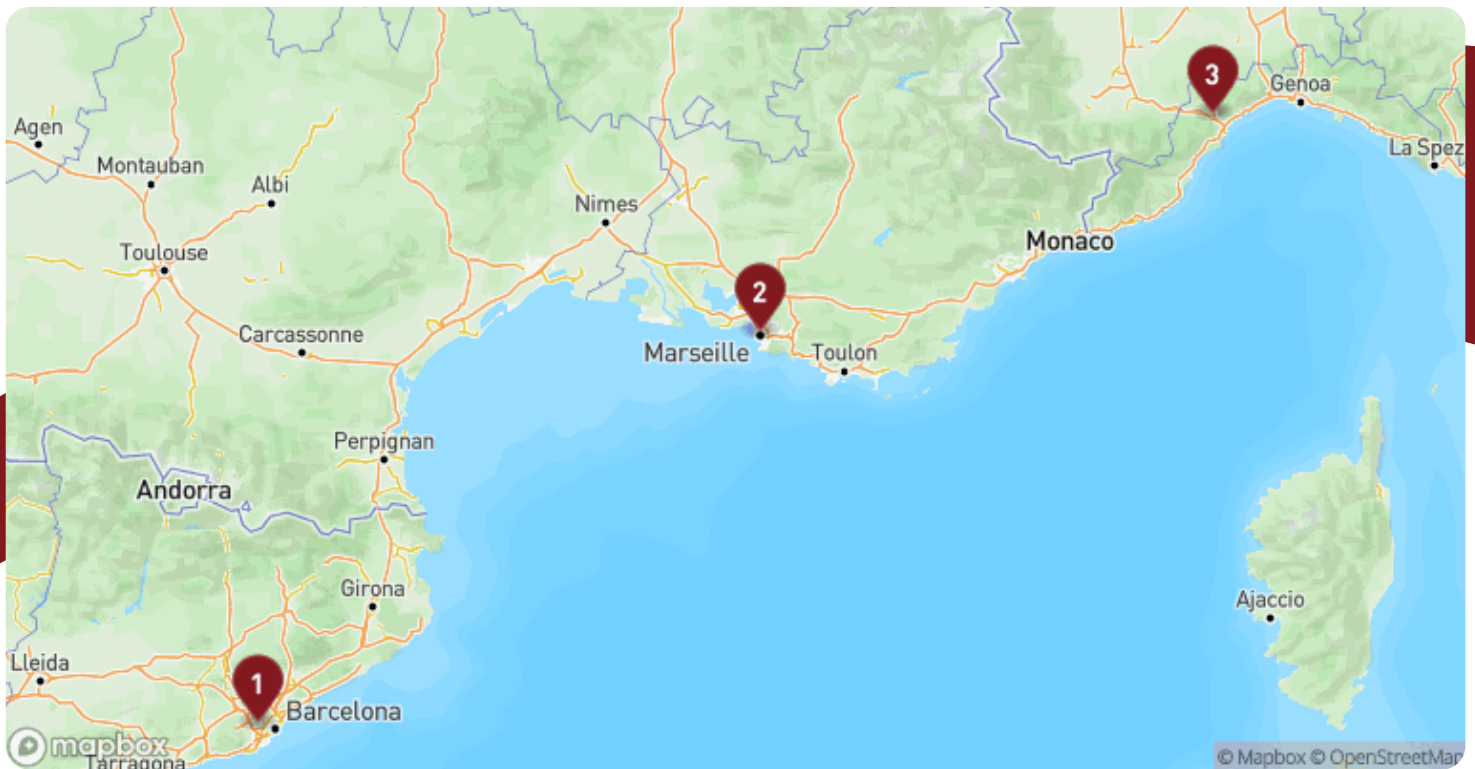 3
Genoa
Agen
La Spez
Montauban
Albi
Nimes
Monaco
Toulouse
2
Carcassonne
Marseille
Toulon
Perpignan
Andorra
Girona
Ajaccio
Lleida
1
Barcelona
mapbox
Tarragona
© Mapbox © OpenStreetMap